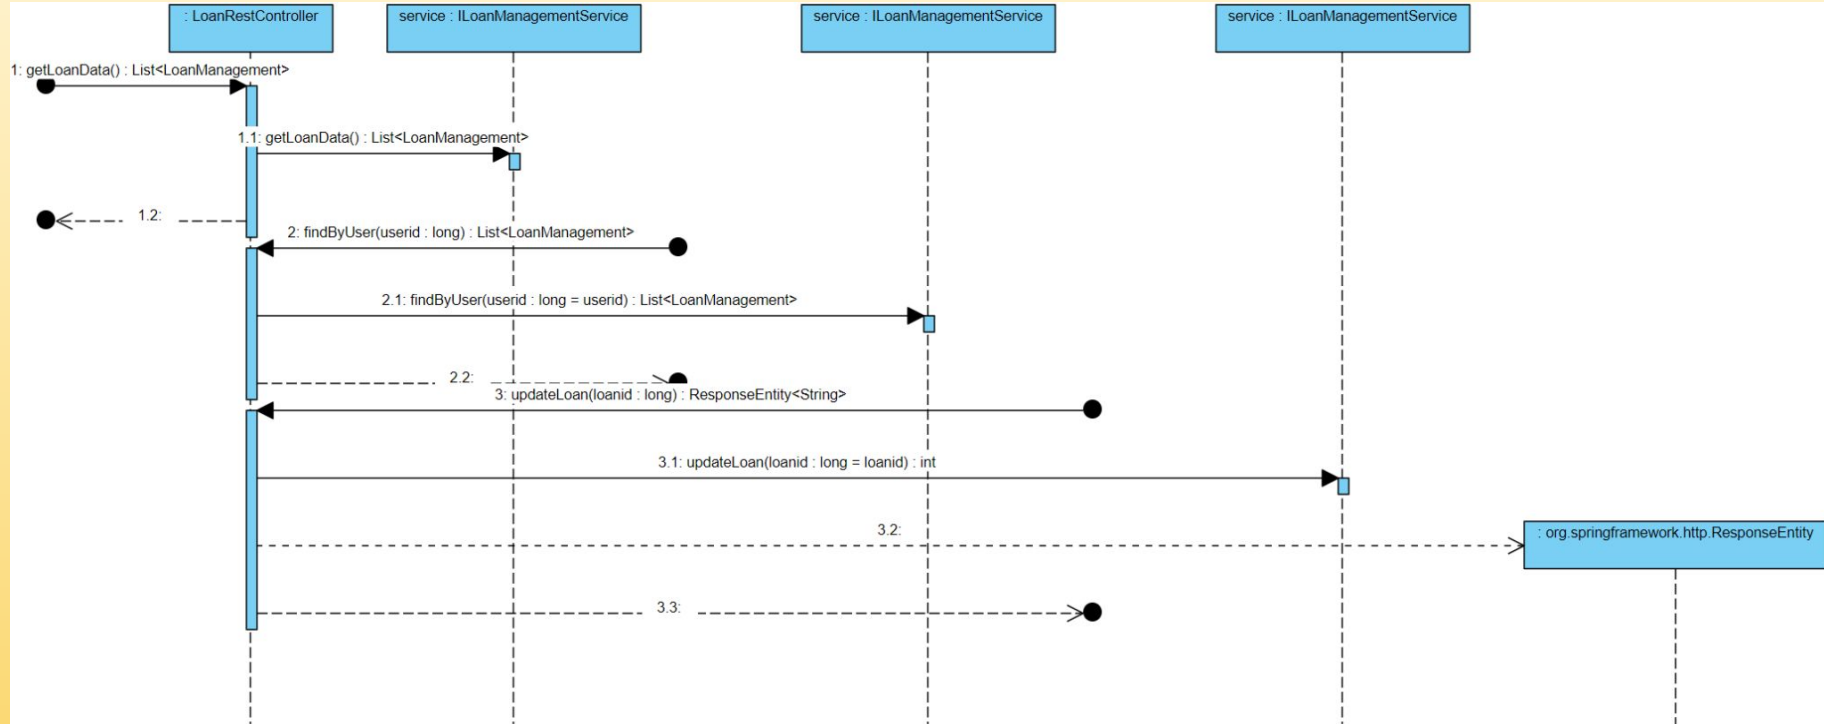 : LoanRestController
service : ILoanManagementService
service : ILoanManagementService
service : ILoanManagementService
1: getLoanData() : List<LoanManagement>
1.1: getLoanData() : List<LoanManagement>
1.2:
2: findByUser(userid : long) : List<LoanManagement>
2.1: findByUser(userid : long = userid) : List<LoanManagement>
2.2:
3: updateLoan(loanid : long) : ResponseEntity<String>
3.1: updateLoan(loanid : long = loanid) : int
3.2:
: org.springframework.http.ResponseEntity
3.3: